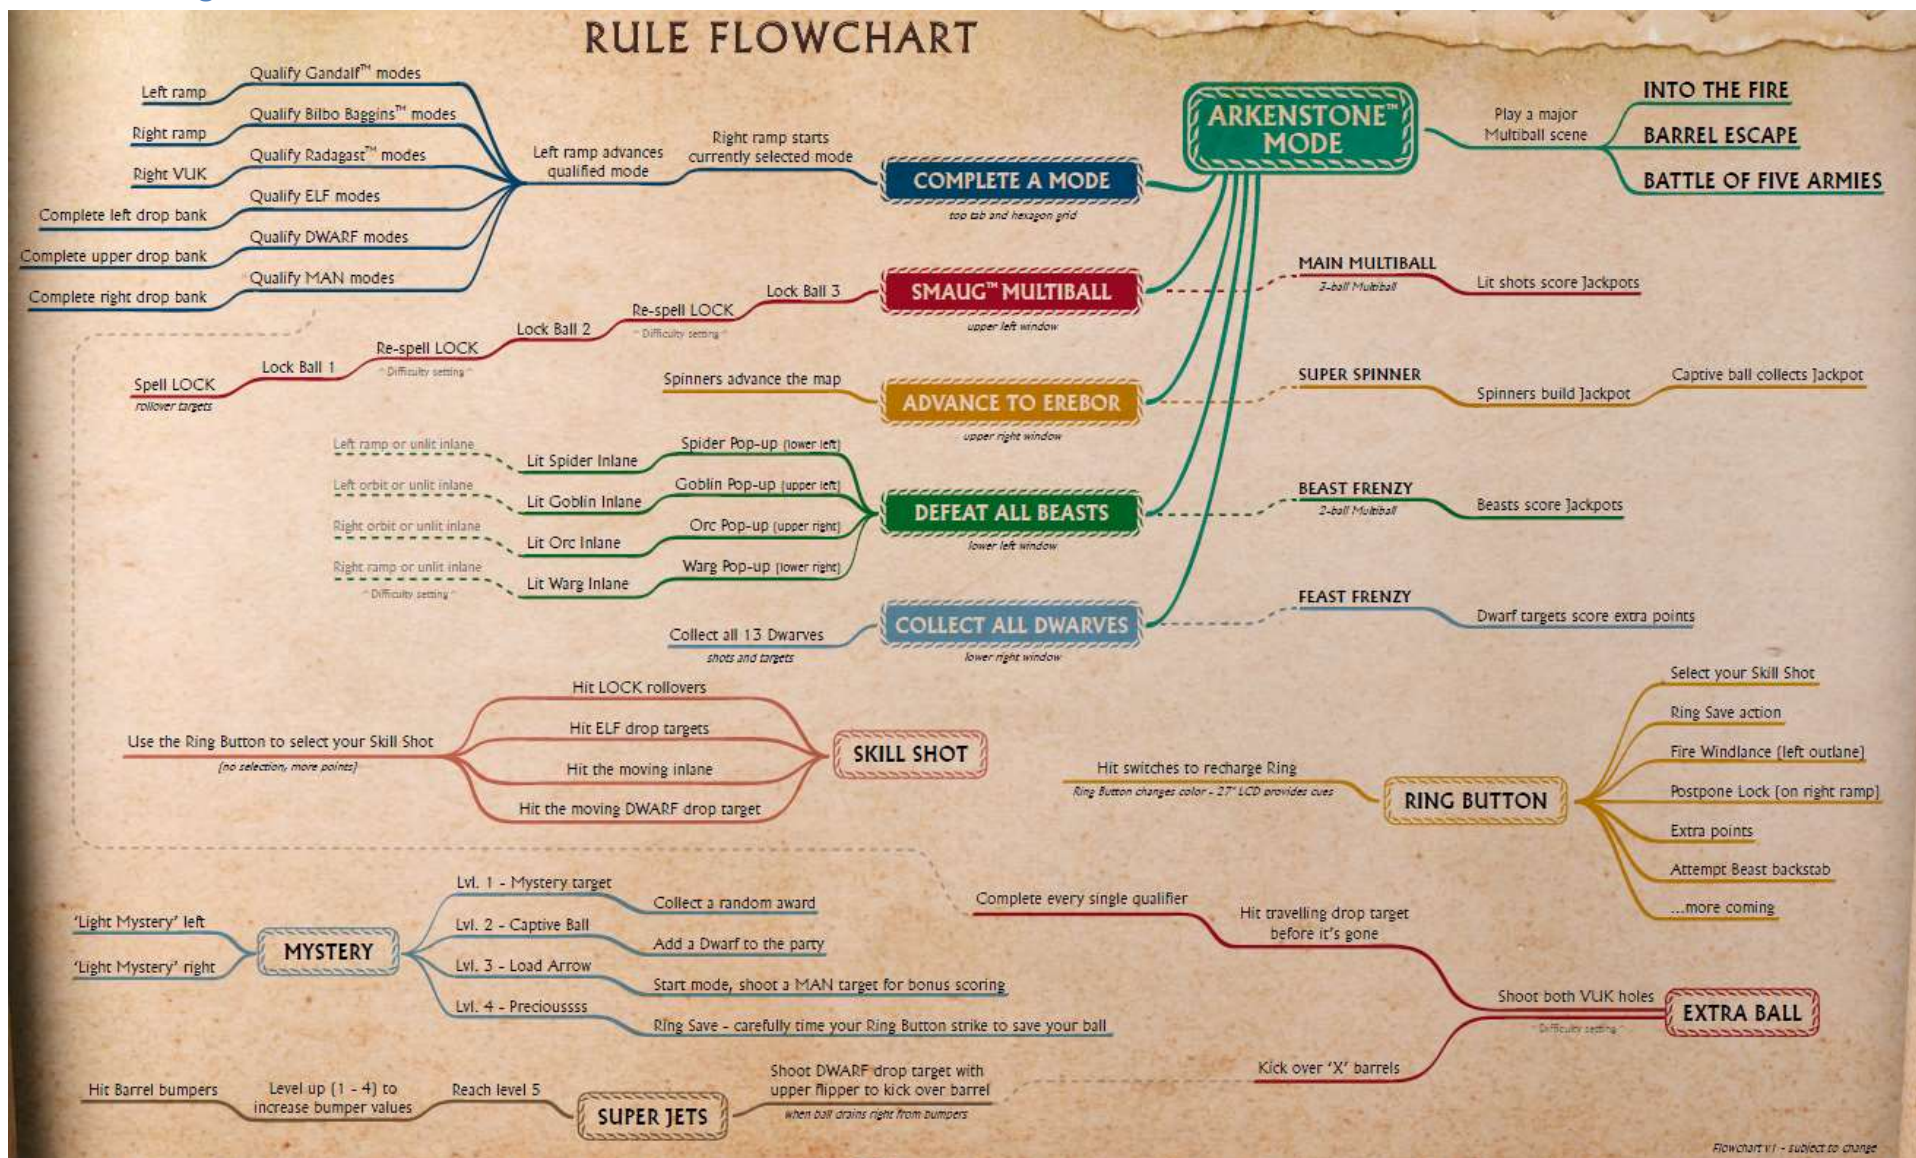 RULE FLOWCHART
Left ramp
Qualify Gandalf™ modes
Right ramp
Qualify Bilbo Baggins™ modes
Right VUK
Qualify Radagast™ modes
Complete left drop bank
Qualify ELF modes
Complete upper drop bank
Qualify DWARF modes
Complete right drop bank
Qualify MAN modes
Left ramp advances
qualified mode
Right ramp starts
currently selected mode
COMPLETE A MODE
top tab and hexagon grid
ARKENSTONE™
MODE
Play a major
Multiball scene
INTO THE FIRE
BARREL ESCAPE
BATTLE OF FIVE ARMIES
Spell LOCK
rollover targets
Lock Ball 1
Re-spell LOCK
~ Difficulty setting ~
Lock Ball 2
Re-spell LOCK
~ Difficulty setting ~
Lock Ball 3
SMAUG™ MULTIBALL
upper left window
MAIN MULTIBALL
3-ball Multiball
Lit shots score Jackpots
Spinners advance the map
ADVANCE TO EREBOR
upper right window
SUPER SPINNER
Spinners build Jackpot
Captive ball collects Jackpot
Left ramp or unlit inlane
Lit Spider Inlane
Spider Pop-up (lower left)
Left orbit or unlit inlane
Lit Goblin Inlane
Goblin Pop-up (upper left)
Right orbit or unlit inlane
Lit Orc Inlane
Orc Pop-up (upper right)
Right ramp or unlit inlane
~ Difficulty setting ~
Lit Warg Inlane
Warg Pop-up (lower right)
DEFEAT ALL BEASTS
lower left window
BEAST FRENZY
2-ball Multiball
Beasts score Jackpots
Collect all 13 Dwarves
shots and targets
COLLECT ALL DWARVES
lower right window
FEAST FRENZY
Dwarf targets score extra points
Use the Ring Button to select your Skill Shot
(no selection, more points)
Hit LOCK rollovers
Hit ELF drop targets
Hit the moving inlane
Hit the moving DWARF drop target
SKILL SHOT
Hit switches to recharge Ring
Ring Button changes color - 27" LCD provides cues
RING BUTTON
Select your Skill Shot
Ring Save action
Fire Windlance (left outlane)
Postpone Lock (on right ramp)
Extra points
Attempt Beast backstab
...more coming
'Light Mystery' left
'Light Mystery' right
MYSTERY
Lvl. 1 - Mystery target
Collect a random award
Lvl. 2 - Captive Ball
Add a Dwarf to the party
Lvl. 3 - Load Arrow
Start mode, shoot a MAN target for bonus scoring
Lvl. 4 - Precioussss
Ring Save - carefully time your Ring Button strike to save your ball
Complete every single qualifier
Hit travelling drop target
before it's gone
Shoot both VUK holes
~ Difficulty setting ~
EXTRA BALL
Kick over 'X' barrels
Hit Barrel bumpers
Level up (1 - 4) to
increase bumper values
Reach level 5
SUPER JETS
Shoot DWARF drop target with
upper flipper to kick over barrel
when ball drains right from bumpers
Flowchart v.1 - subject to change